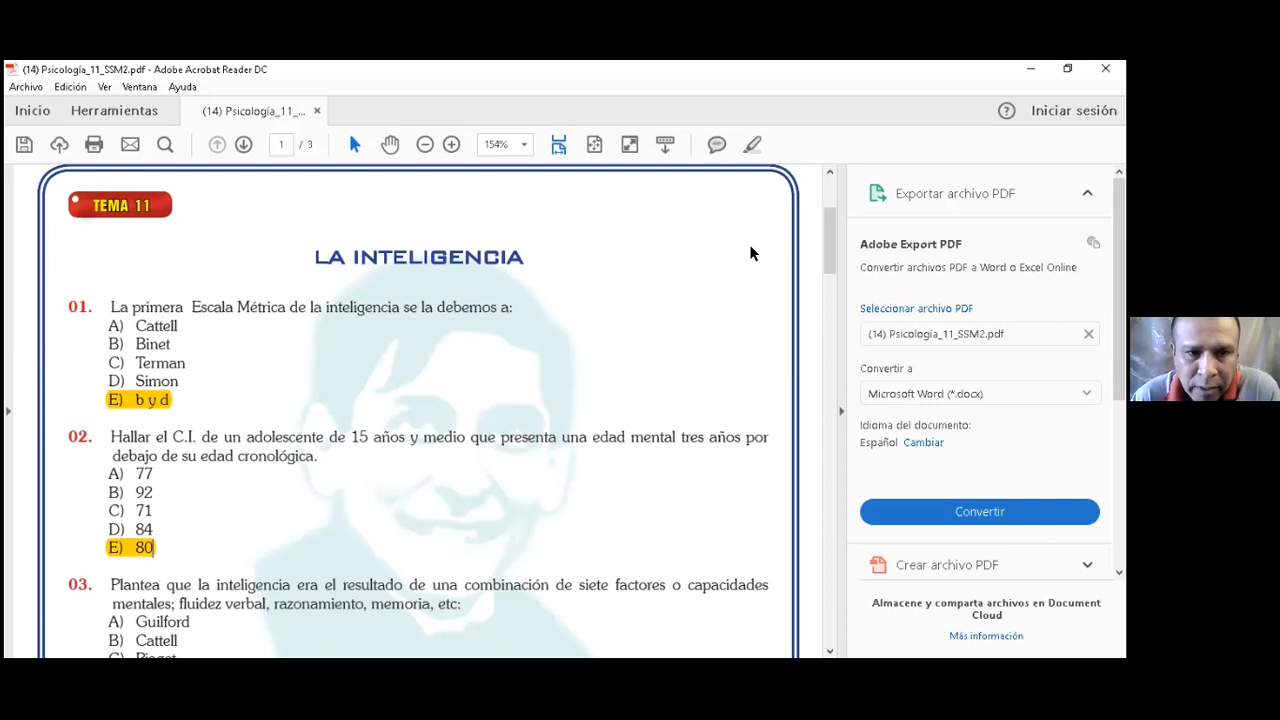 (14) Psicología_11_SSM2.pdf - Adobe Acrobat Reader DC
Archivo Edición Ver Ventana Ayuda
Inicio Herramientas (14) Psicología_11_... × Iniciar sesión
1 / 3 154%
TEMA 11
LA INTELIGENCIA
01. La primera Escala Métrica de la inteligencia se la debemos a:
A) Cattell
B) Binet
C) Terman
D) Simon
E) b y d
02. Hallar el C.I. de un adolescente de 15 años y medio que presenta una edad mental tres años por
debajo de su edad cronológica.
A) 77
B) 92
C) 71
D) 84
E) 80
03. Plantea que la inteligencia era el resultado de una combinación de siete factores o capacidades
mentales; fluidez verbal, razonamiento, memoria, etc:
A) Guilford
B) Cattell
C) Piaget
Exportar archivo PDF
Adobe Export PDF
Convertir archivos PDF a Word o Excel Online
Seleccionar archivo PDF
(14) Psicología_11_SSM2.pdf
Convertir a
Microsoft Word (*.docx)
Idioma del documento:
Español Cambiar
Convertir
Crear archivo PDF
Almacene y comparta archivos en Document
Cloud
Más información